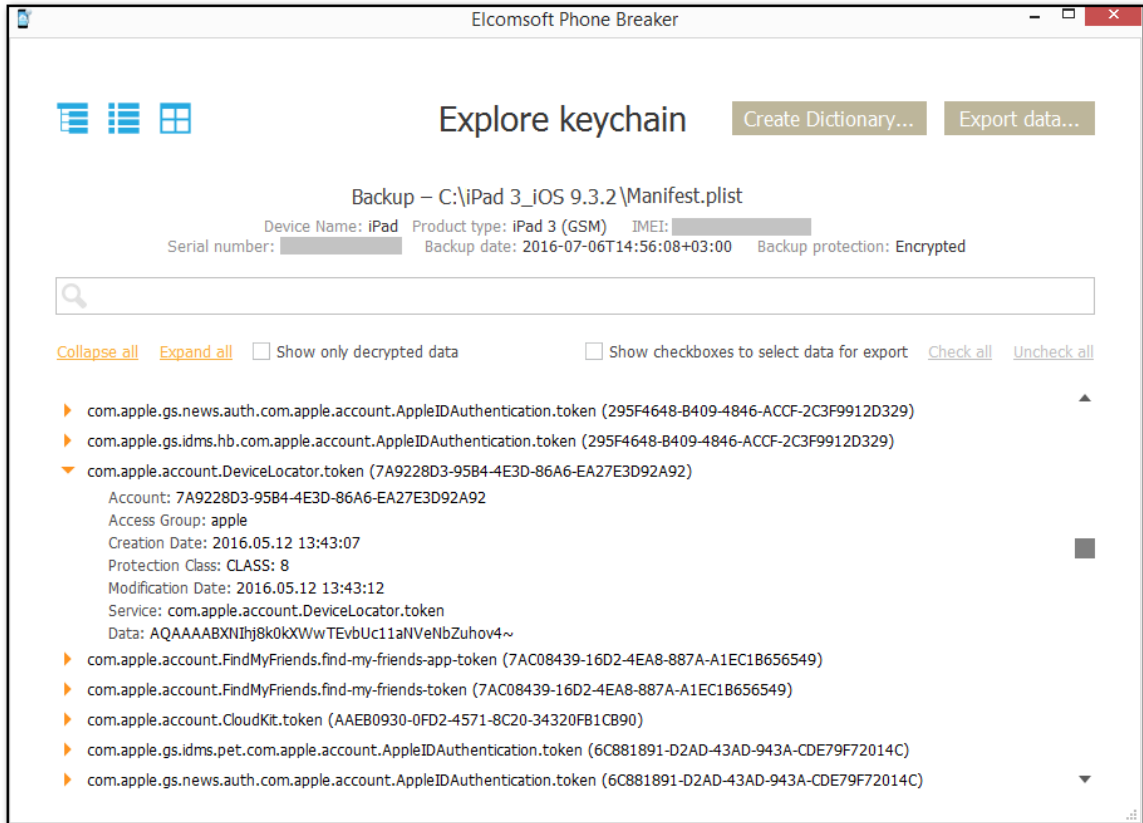 Elcomsoft Phone Breaker
Explore keychain
Create Dictionary...
Export data...
Backup – C:\iPad 3_iOS 9.3.2\Manifest.plist
Device Name: iPad Product type: iPad 3 (GSM) IMEI:
Serial number: Backup date: 2016-07-06T14:56:08+03:00 Backup protection: Encrypted
Collapse all Expand all Show only decrypted data Show checkboxes to select data for export Check all Uncheck all
com.apple.gs.news.auth.com.apple.account.AppleIDAuthentication.token (295F4648-B409-4846-ACCF-2C3F9912D329)
com.apple.gs.idms.hb.com.apple.account.AppleIDAuthentication.token (295F4648-B409-4846-ACCF-2C3F9912D329)
com.apple.account.DeviceLocator.token (7A9228D3-95B4-4E3D-86A6-EA27E3D92A92)
Account: 7A9228D3-95B4-4E3D-86A6-EA27E3D92A92
Access Group: apple
Creation Date: 2016.05.12 13:43:07
Protection Class: CLASS: 8
Modification Date: 2016.05.12 13:43:12
Service: com.apple.account.DeviceLocator.token
Data: AQAAAABXNIhj8k0kXWwTEvbUc11aNVeNbZuhov4~
com.apple.account.FindMyFriends.find-my-friends-app-token (7AC08439-16D2-4EA8-887A-A1EC1B656549)
com.apple.account.FindMyFriends.find-my-friends-token (7AC08439-16D2-4EA8-887A-A1EC1B656549)
com.apple.account.CloudKit.token (AAEB0930-0FD2-4571-8C20-34320FB1CB90)
com.apple.gs.idms.pet.com.apple.account.AppleIDAuthentication.token (6C881891-D2AD-43AD-943A-CDE79F72014C)
com.apple.gs.news.auth.com.apple.account.AppleIDAuthentication.token (6C881891-D2AD-43AD-943A-CDE79F72014C)